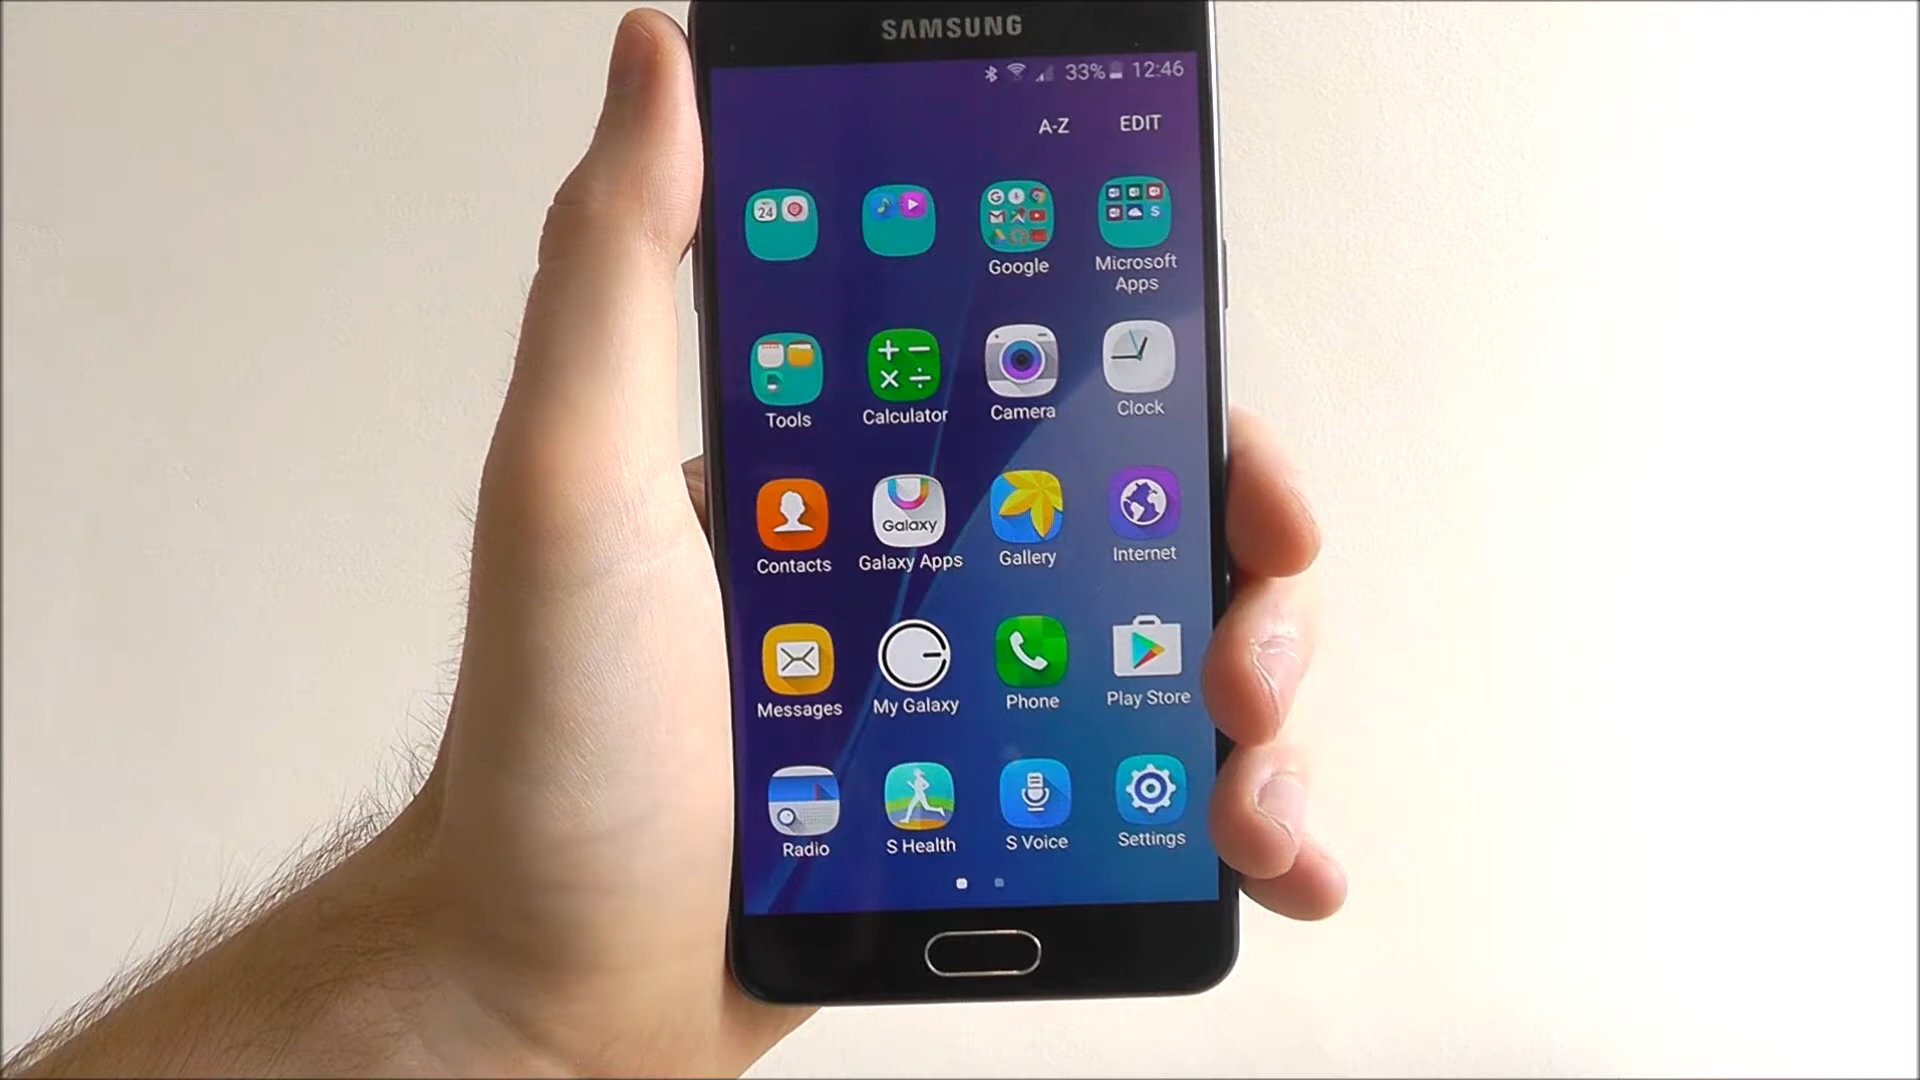 SAMSUNG
33% 12:46
A-Z EDIT
24
Google
Microsoft
Apps
Tools
Calculator
Camera
Clock
Galaxy
Contacts
Galaxy Apps
Gallery
Internet
Messages
My Galaxy
Phone
Play Store
Radio
S Health
S Voice
Settings